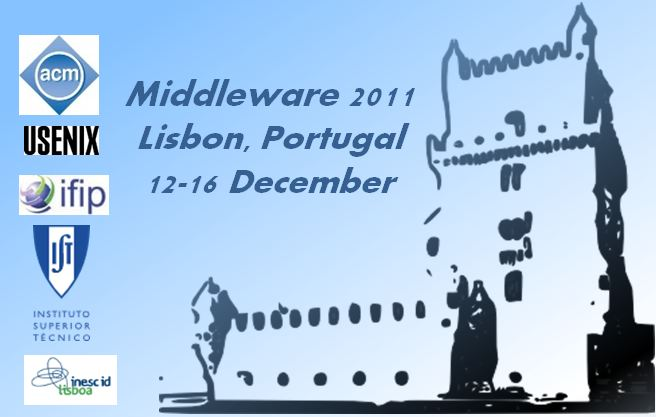 acm
USENIX
ifip
IST
INSTITUTO
SUPERIOR
TÉCNICO
inesc id
lisboa
Middleware 2011
Lisbon, Portugal
12-16 December